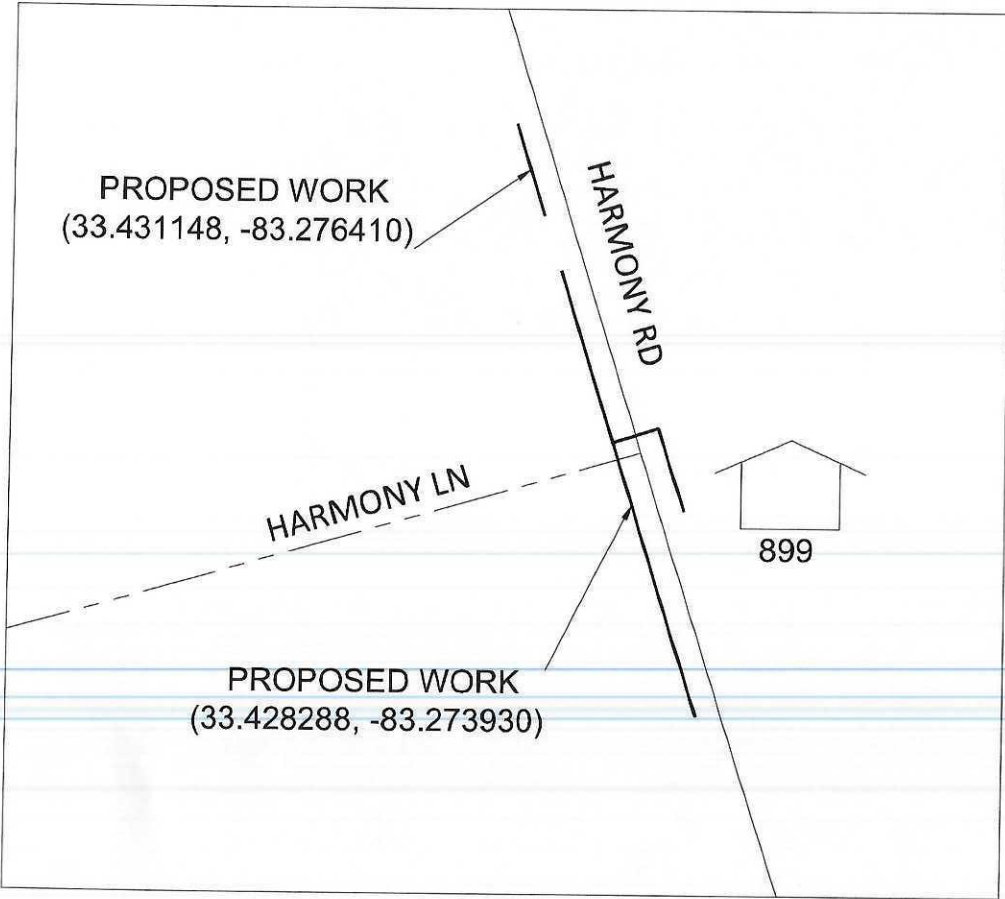 PROPOSED WORK
(33.431148, -83.276410)
HARMONY RD
HARMONY LN
899
PROPOSED WORK
(33.428288, -83.273930)